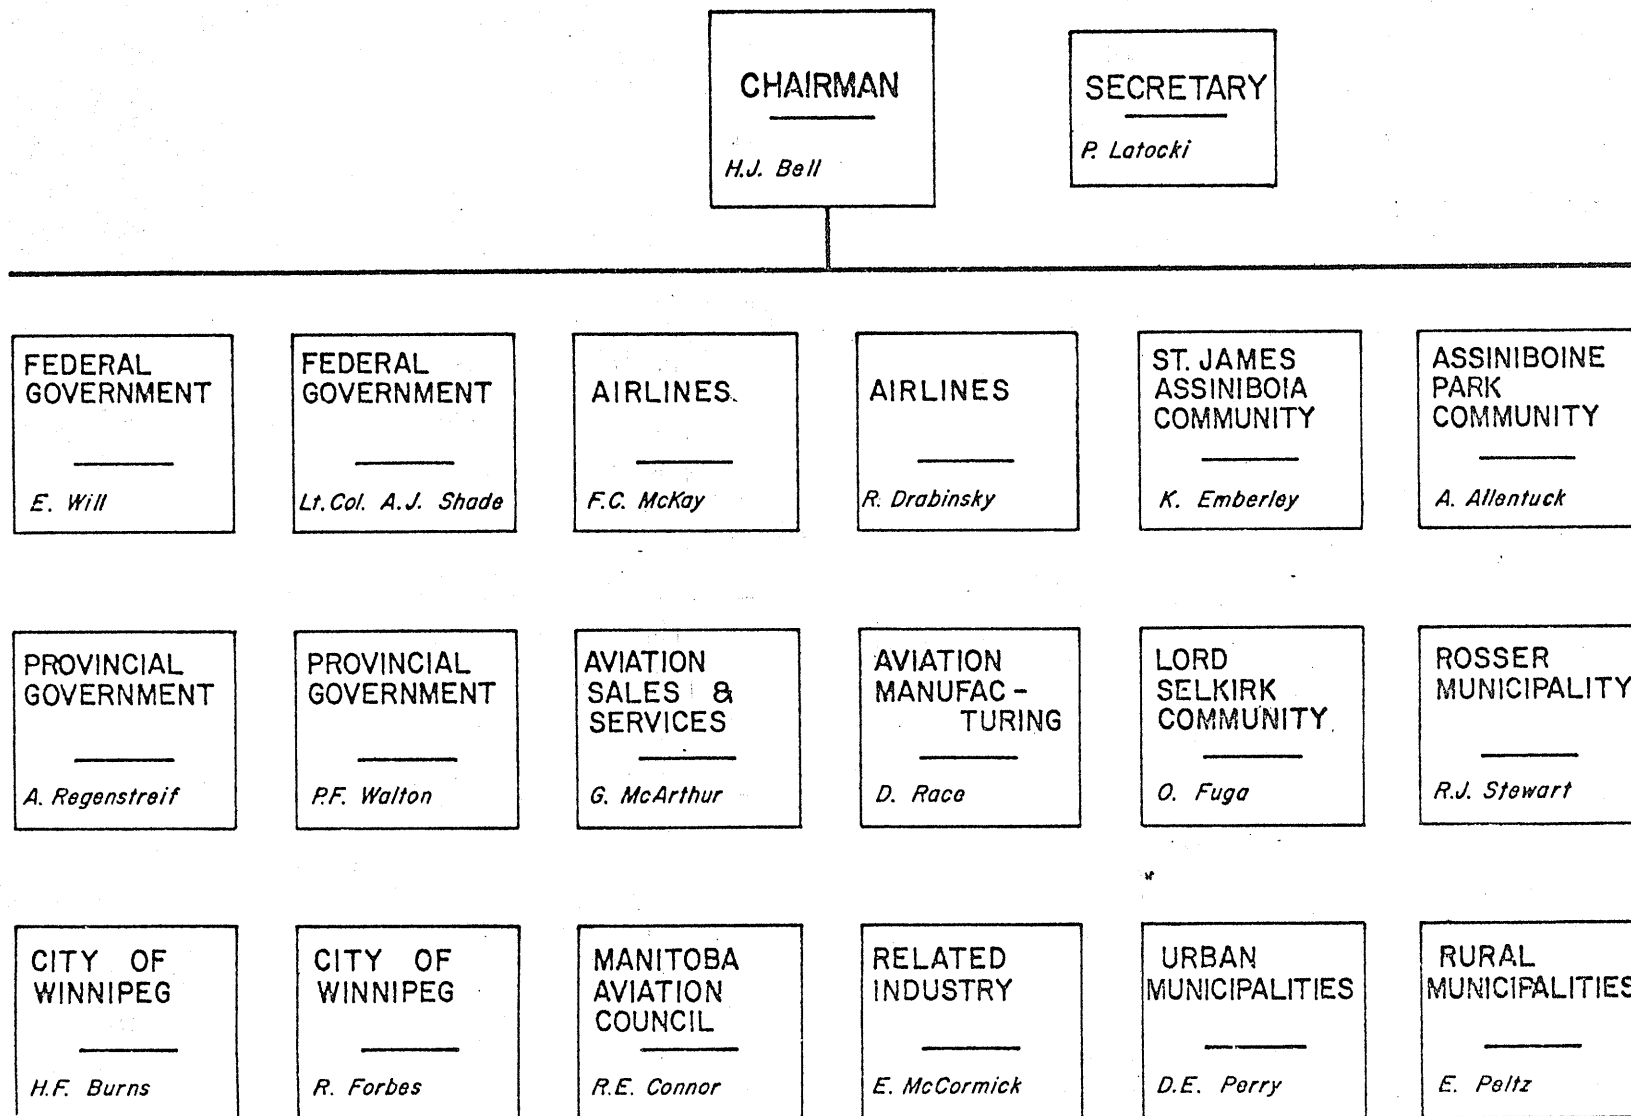 CHAIRMAN
H.J. Bell
SECRETARY
P. Latocki
FEDERAL
GOVERNMENT
E. Will
FEDERAL
GOVERNMENT
Lt. Col. A.J. Shade
AIRLINES
F.C. McKay
AIRLINES
R. Drabinsky
ST. JAMES
ASSINIBOIA
COMMUNITY
K. Emberley
ASSINIBOINE
PARK
COMMUNITY
A. Allentuck
PROVINCIAL
GOVERNMENT
A. Regenstreif
PROVINCIAL
GOVERNMENT
P.F. Walton
AVIATION
SALES &
SERVICES
G. McArthur
AVIATION
MANUFAC-
TURING
D. Race
LORD
SELKIRK
COMMUNITY
O. Fuga
ROSSER
MUNICIPALITY
R.J. Stewart
CITY OF
WINNIPEG
H.F. Burns
CITY OF
WINNIPEG
R. Forbes
MANITOBA
AVIATION
COUNCIL
R.E. Connor
RELATED
INDUSTRY
E. McCormick
URBAN
MUNICIPALITIES
D.E. Perry
RURAL
MUNICIPALITIES
E. Peltz